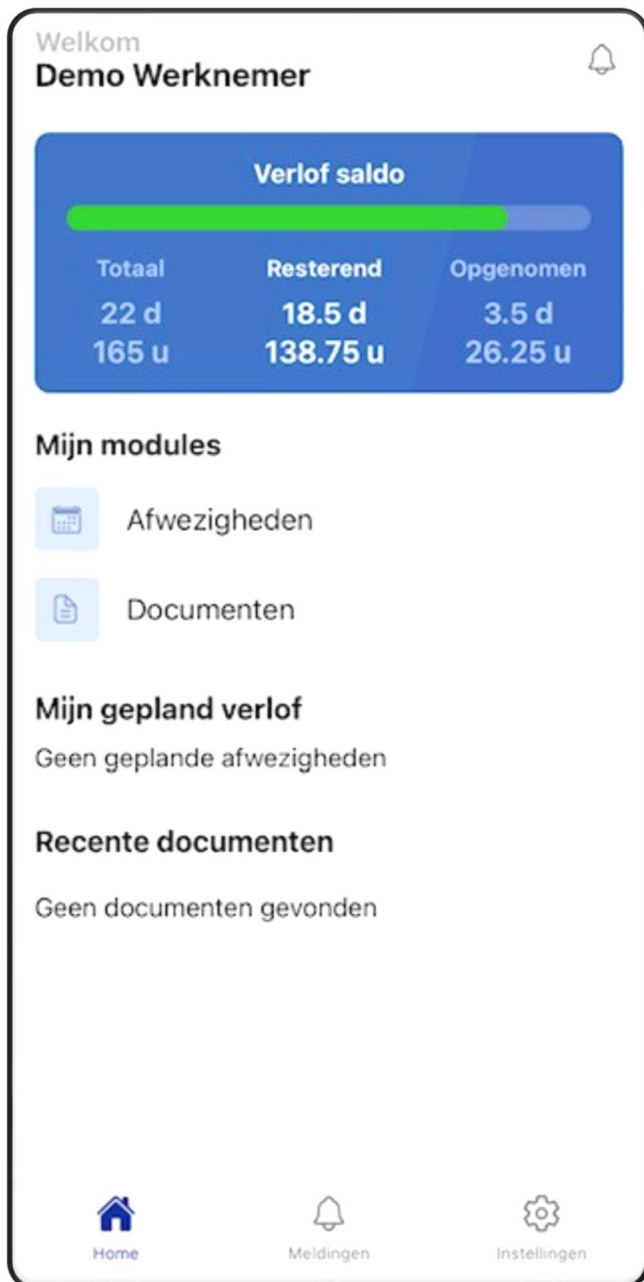 Welkom
Demo Werknemer
Verlof saldo
Totaal Resterend Opgenomen
22 d 18.5 d 3.5 d
165 u 138.75 u 26.25 u
Mijn modules
Afwezigheden
Documenten
Mijn gepland verlof
Geen geplande afwezigheden
Recente documenten
Geen documenten gevonden
Home Meldingen Instellingen